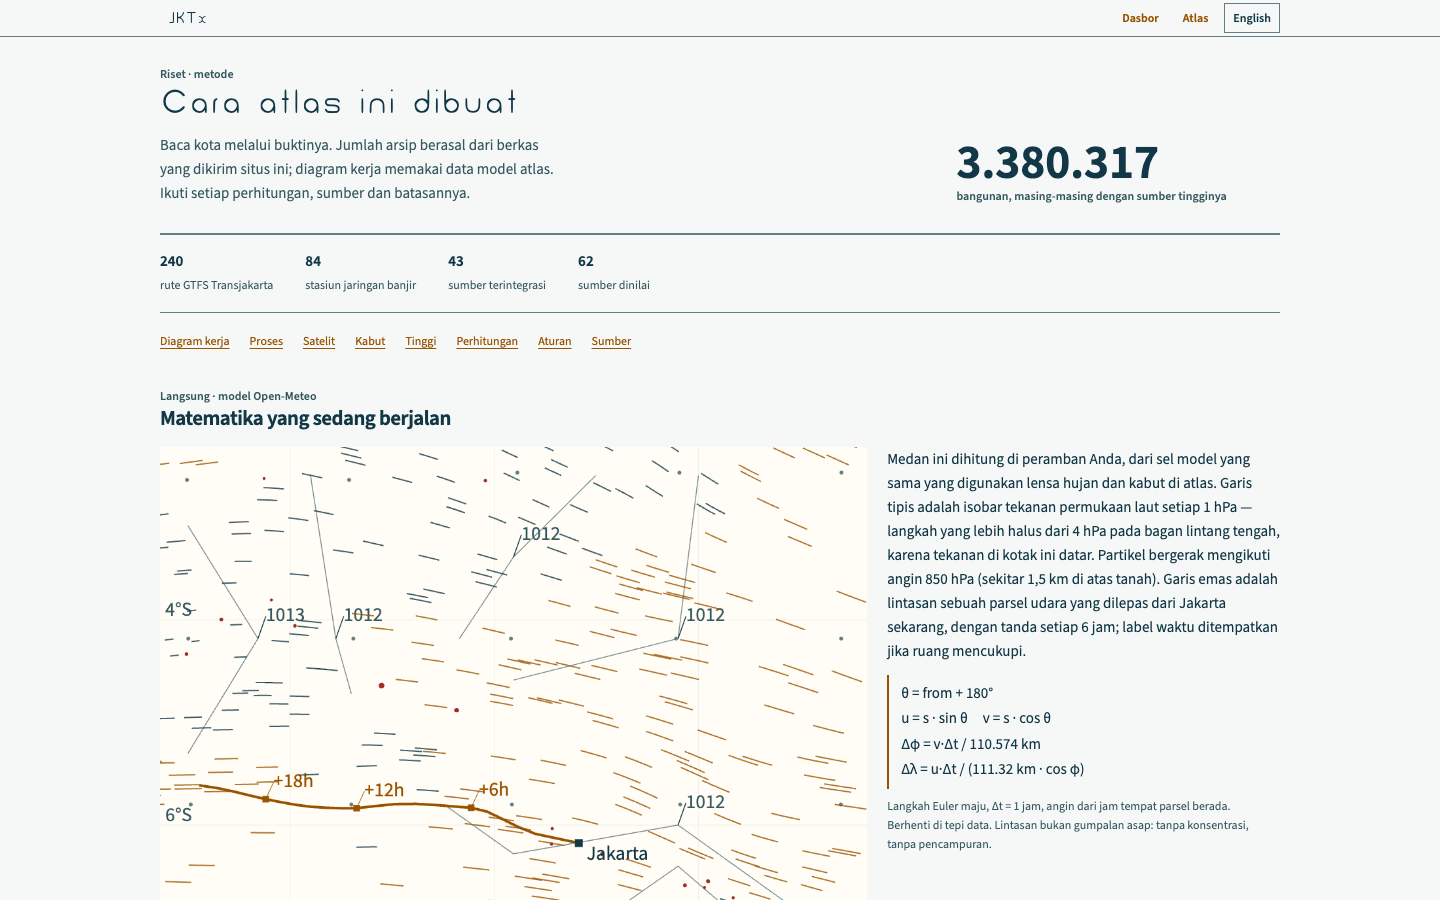 JKTx
Dasbor
Atlas
English
Riset · metode
Cara atlas ini dibuat
Baca kota melalui buktinya. Jumlah arsip berasal dari berkas
yang dikirim situs ini; diagram kerja memakai data model atlas.
Ikuti setiap perhitungan, sumber dan batasannya.
3.380.317
bangunan, masing-masing dengan sumber tingginya
240
rute GTFS Transjakarta
84
stasiun jaringan banjir
43
sumber terintegrasi
62
sumber dinilai
Diagram kerja
Proses
Satelit
Kabut
Tinggi
Perhitungan
Aturan
Sumber
Langsung · model Open-Meteo
Matematika yang sedang berjalan
1012
4°S
1013
1012
1012
+18h
+12h
+6h
1012
6°S
Jakarta
Medan ini dihitung di peramban Anda, dari sel model yang
sama yang digunakan lensa hujan dan kabut di atlas. Garis
tipis adalah isobar tekanan permukaan laut setiap 1 hPa —
langkah yang lebih halus dari 4 hPa pada bagan lintang tengah,
karena tekanan di kotak ini datar. Partikel bergerak mengikuti
angin 850 hPa (sekitar 1,5 km di atas tanah). Garis emas adalah
lintasan sebuah parsel udara yang dilepas dari Jakarta
sekarang, dengan tanda setiap 6 jam; label waktu ditempatkan
jika ruang mencukupi.
θ = from + 180°
u = s · sin θ  v = s · cos θ
Δϕ = v·Δt / 110.574 km
Δλ = u·Δt / (111.32 km · cos ϕ)
Langkah Euler maju, Δt = 1 jam, angin dari jam tempat parsel berada.
Berhenti di tepi data. Lintasan bukan gumpalan asap: tanpa konsentrasi,
tanpa pencampuran.